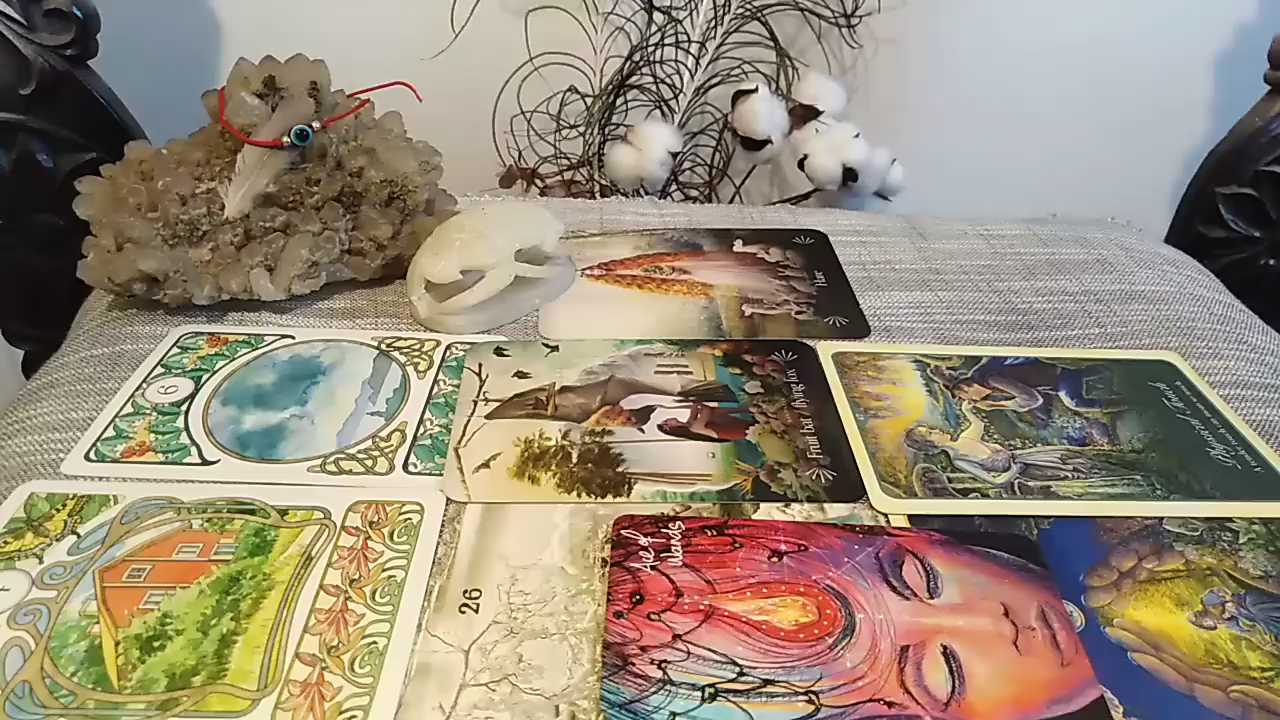 Hare
6
Fruit bat / flying fox
Physical Touch
26
Ace of
Wands